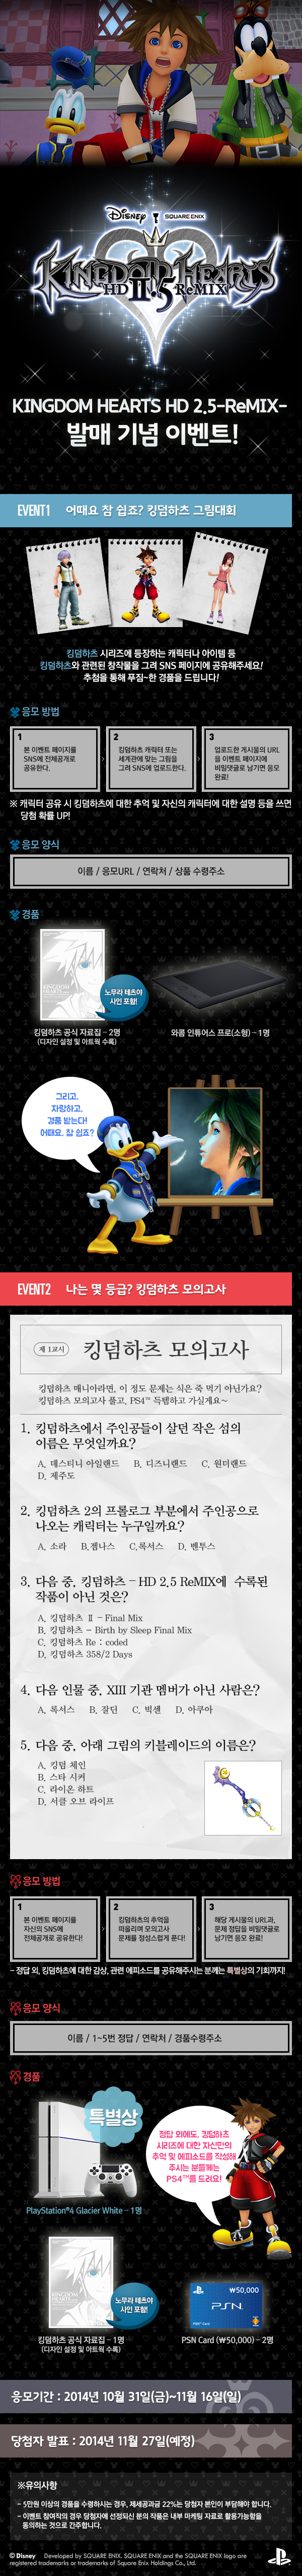 Disney SQUARE ENIX
KINGDOM HEARTS
HD II.5 ReMIX
KINGDOM HEARTS HD 2.5-ReMIX-
발매 기념 이벤트!
EVENT1 어때요 참 쉽죠? 킹덤하츠 그림대회
킹덤하츠 시리즈에 등장하는 캐릭터나 아이템 등
킹덤하츠와 관련된 창작물을 그려 SNS 페이지에 공유해주세요!
추첨을 통해 푸짐~한 경품을 드립니다!
응모 방법
1
본 이벤트 페이지를
SNS에 전체공개로
공유한다.
2
킹덤하츠 캐릭터 또는
세계관에 맞는 그림을
그려 SNS에 업로드한다.
3
업로드한 게시물의 URL
을 이벤트 페이지에
비밀댓글로 남기면 응모
완료!
※ 캐릭터 공유 시 킹덤하츠에 대한 추억 및 자신의 캐릭터에 대한 설명 등을 쓰면
당첨 확률 UP!
응모 양식
이름 / 응모URL / 연락처 / 상품 수령주소
경품
노무라 테츠야
사인 포함!
킹덤하츠 공식 자료집 - 2명
(디자인 설정 및 아트웍 수록)
와콤 인튜어스 프로(소형) - 1명
그리고,
자랑하고,
경품 받는다!
어때요, 참 쉽죠?
EVENT2 나는 몇 등급? 킹덤하츠 모의고사
제 1교시 킹덤하츠 모의고사
킹덤하츠 매니아라면, 이 정도 문제는 식은 죽 먹기 아닌가요?
킹덤하츠 모의고사 풀고, PS4™ 득템하고 가실게요~
1. 킹덤하츠에서 주인공들이 살던 작은 섬의
이름은 무엇일까요?
A. 데스티니 아일랜드 B. 디즈니랜드 C. 원더랜드
D. 제주도
2. 킹덤하츠 2의 프롤로그 부분에서 주인공으로
나오는 캐릭터는 누구일까요?
A. 소라 B.젬나스 C.록서스 D. 벤투스
3. 다음 중, 킹덤하츠 - HD 2.5 ReMIX에 수록된
작품이 아닌 것은?
A. 킹덤하츠 Ⅱ - Final Mix
B. 킹덤하츠 - Birth by Sleep Final Mix
C. 킹덤하츠 Re : coded
D. 킹덤하츠 358/2 Days
4. 다음 인물 중, XIII 기관 멤버가 아닌 사람은?
A. 록서스 B. 잘딘 C. 빅센 D. 아쿠아
5. 다음 중, 아래 그림의 키블레이드의 이름은?
A. 킹덤 체인
B. 스타 시커
C. 라이온 하트
D. 서클 오브 라이프
응모 방법
1
본 이벤트 페이지를
자신의 SNS에
전체공개로 공유한다!
2
킹덤하츠의 추억을
떠올리며 모의고사
문제를 정성스럽게 푼다!
3
해당 게시물의 URL과,
문제 정답을 비밀댓글로
남기면 응모 완료!
- 정답 외, 킹덤하츠에 대한 감상, 관련 에피소드를 공유해주시는 분께는 특별상의 기회까지!
응모 양식
이름 / 1~5번 정답 / 연락처 / 경품수령주소
경품
특별상
정답 외에도, 킹덤하츠
시리즈에 대한 자신만의
추억 및 에피소드를 작성해
주시는 분들께는
PS4™를 드려요!
PlayStation®4 Glacier White - 1명
노무라 테츠야
사인 포함!
킹덤하츠 공식 자료집 - 1명
(디자인 설정 및 아트웍 수록)
₩50,000
PSN
PSN Card (₩50,000) - 2명
응모기간 : 2014년 10월 31일(금)~11월 16일(일)
당첨자 발표 : 2014년 11월 27일(예정)
※유의사항
- 5만원 이상의 경품을 수령하시는 경우, 제세공과금 22%는 당첨자 본인이 부담해야 합니다.
- 이벤트 참여작의 경우 당첨자에 선정되신 분의 작품은 내부 마케팅 자료로 활용가능함을
동의하는 것으로 간주합니다.
© Disney Developed by SQUARE ENIX. SQUARE ENIX and the SQUARE ENIX logo are
registered trademarks or trademarks of Square Enix Holdings Co., Ltd.